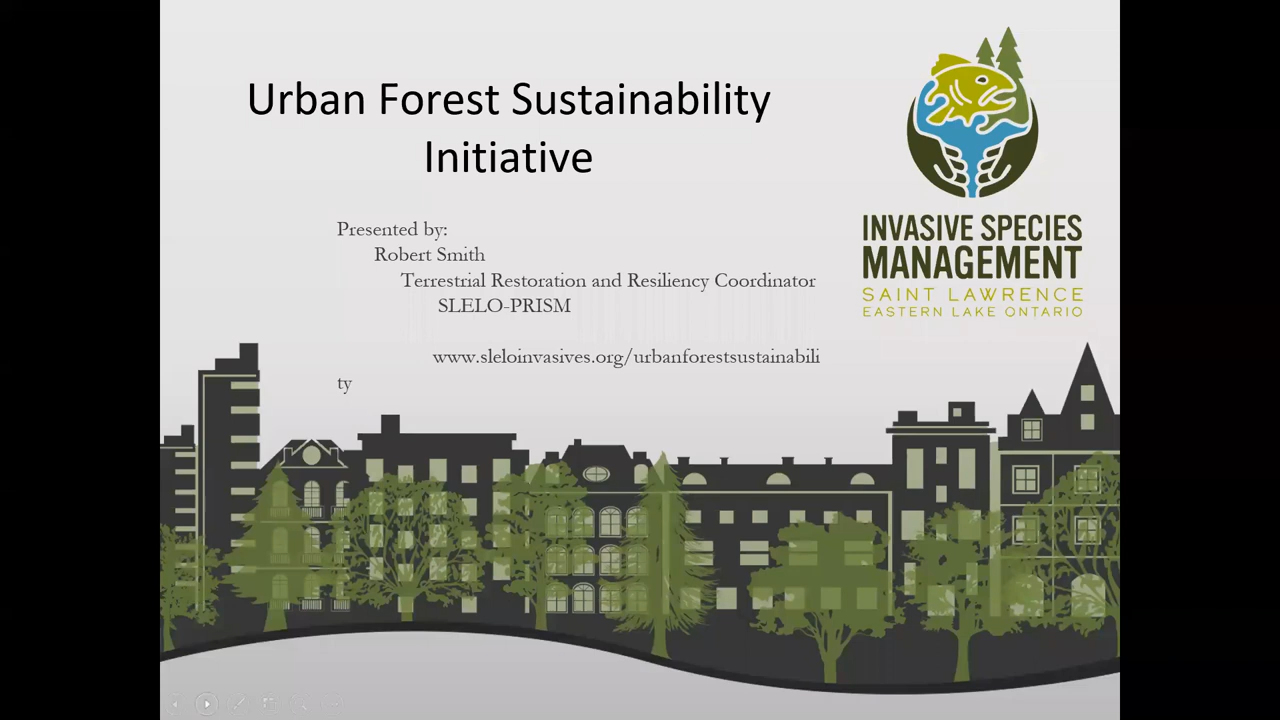 Urban Forest Sustainability
Initiative
Presented by:
Robert Smith
Terrestrial Restoration and Resiliency Coordinator
SLELO-PRISM
www.sleloinvasives.org/urbanforestsustainabili
ty
INVASIVE SPECIES
MANAGEMENT
SAINT LAWRENCE
EASTERN LAKE ONTARIO